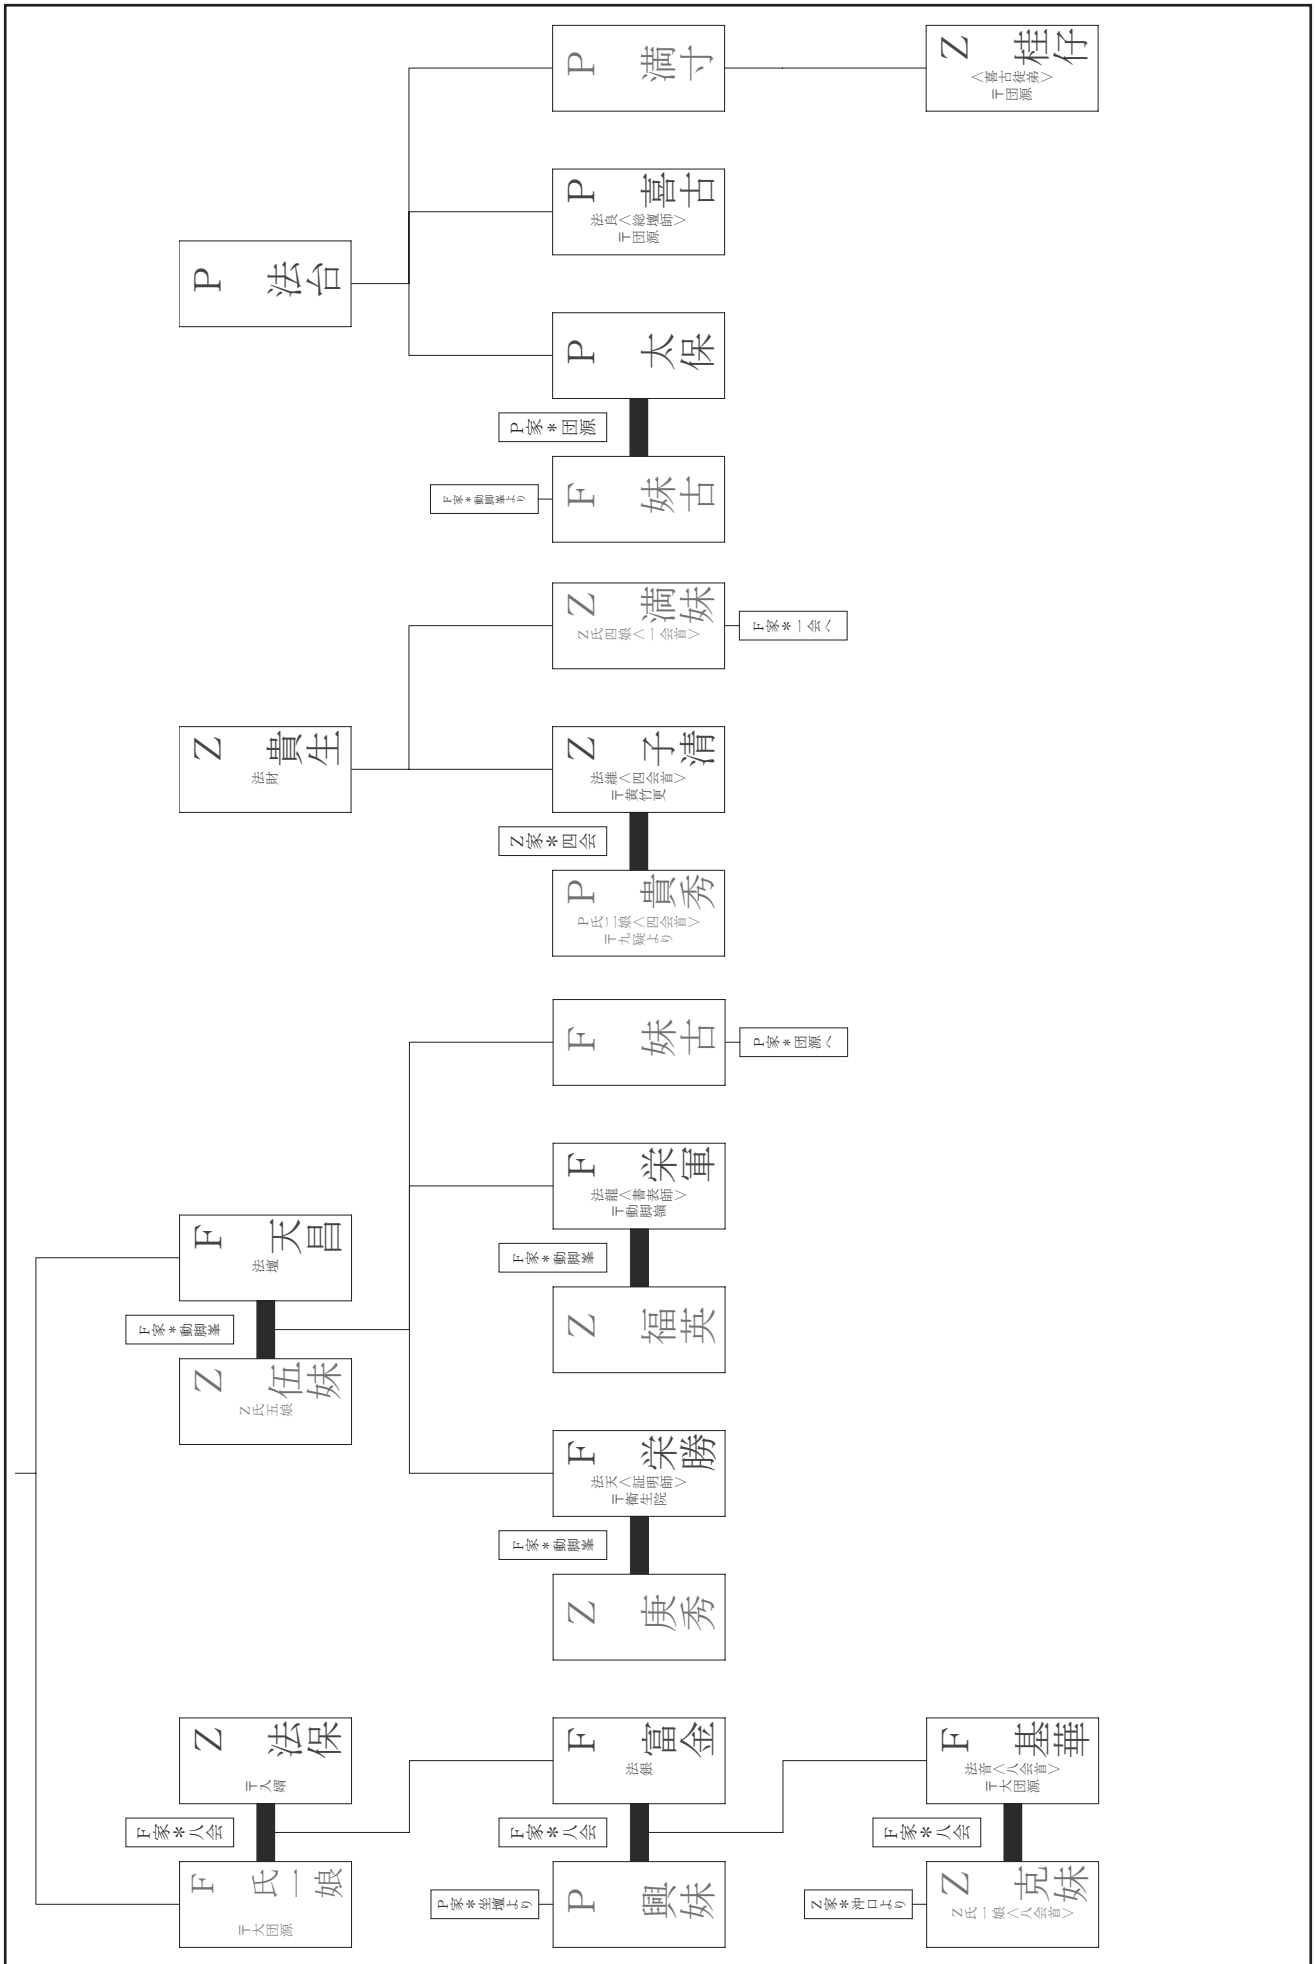 P 満寸
Z 桂仔
<喜古徒弟>
〒団源
P 喜古
法良<総壇師>
〒団源
P 法台
P 太保
P家*団源
F家*動脚峯より
F 妹古
Z 満妹
Z氏四娘<一会首>
F家*一会へ
Z 貴生
法財
Z 子清
法維<四会首>
〒黄竹更
Z家*四会
P 貴秀
P氏二娘<四会首>
〒九疑より
F 妹古
P家*団源へ
F 栄軍
法龍<書表師>
〒動脚嶺
F 天昌
法壇
F家*動脚峯
F家*動脚峯
Z 伍妹
Z氏五娘
Z 福英
F 栄勝
法天<証明師>
〒衛生院
F家*動脚峯
Z 庚秀
Z 法保
〒入婿
F 富金
法銀
F 基華
法音<八会首>
〒大団源
F家*八会
F家*八会
F家*八会
F 氏一娘
〒大団源
P家*坐壇より
P 興妹
Z家*沖口より
Z 克妹
Z氏一娘<八会首>